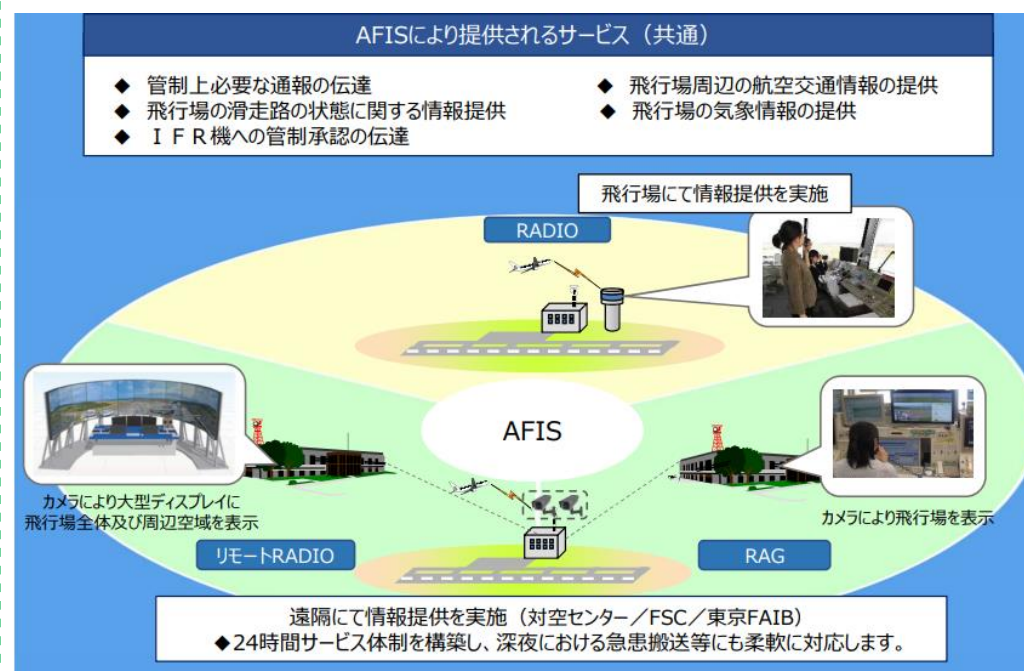 AFISにより提供されるサービス（共通）
◆ 管制上必要な通報の伝達
◆ 飛行場の滑走路の状態に関する情報提供
◆ ＩＦＲ機への管制承認の伝達
◆ 飛行場周辺の航空交通情報の提供
◆ 飛行場の気象情報の提供
飛行場にて情報提供を実施
RADIO
AFIS
カメラにより大型ディスプレイに
飛行場全体及び周辺空域を表示
カメラにより飛行場を表示
リモートRADIO
RAG
遠隔にて情報提供を実施（対空センター／FSC／東京FAIB）
◆24時間サービス体制を構築し、深夜における急患搬送等にも柔軟に対応します。